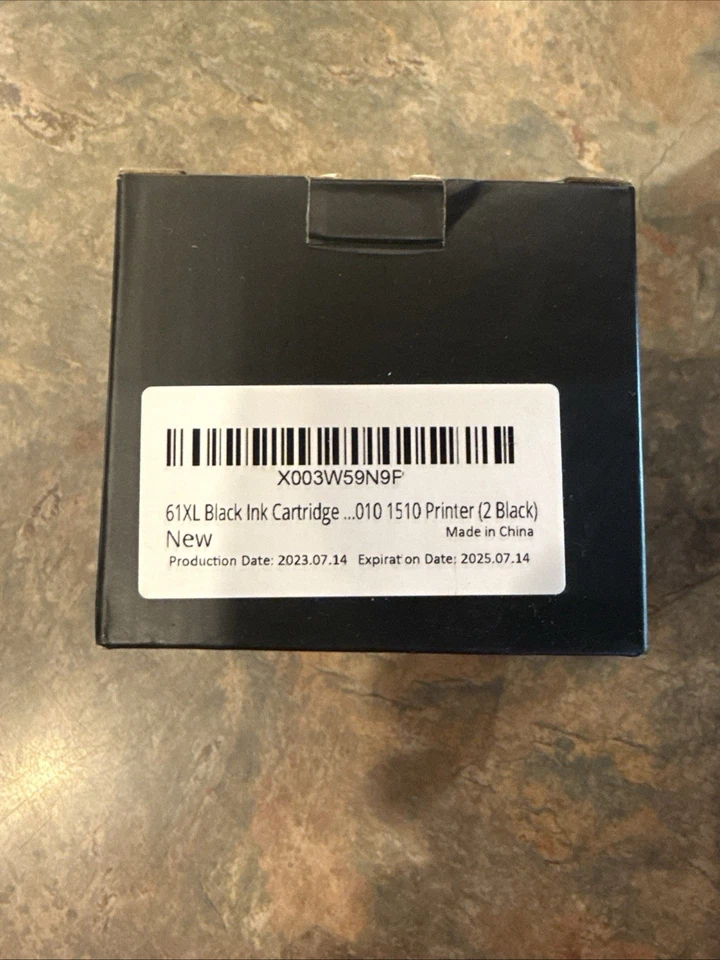 X003W59N9F
61XL Black Ink Cartridge ...010 1510 Printer (2 Black)
New
Made in China
Production Date: 2023.07.14 Expiration Date: 2025.07.14